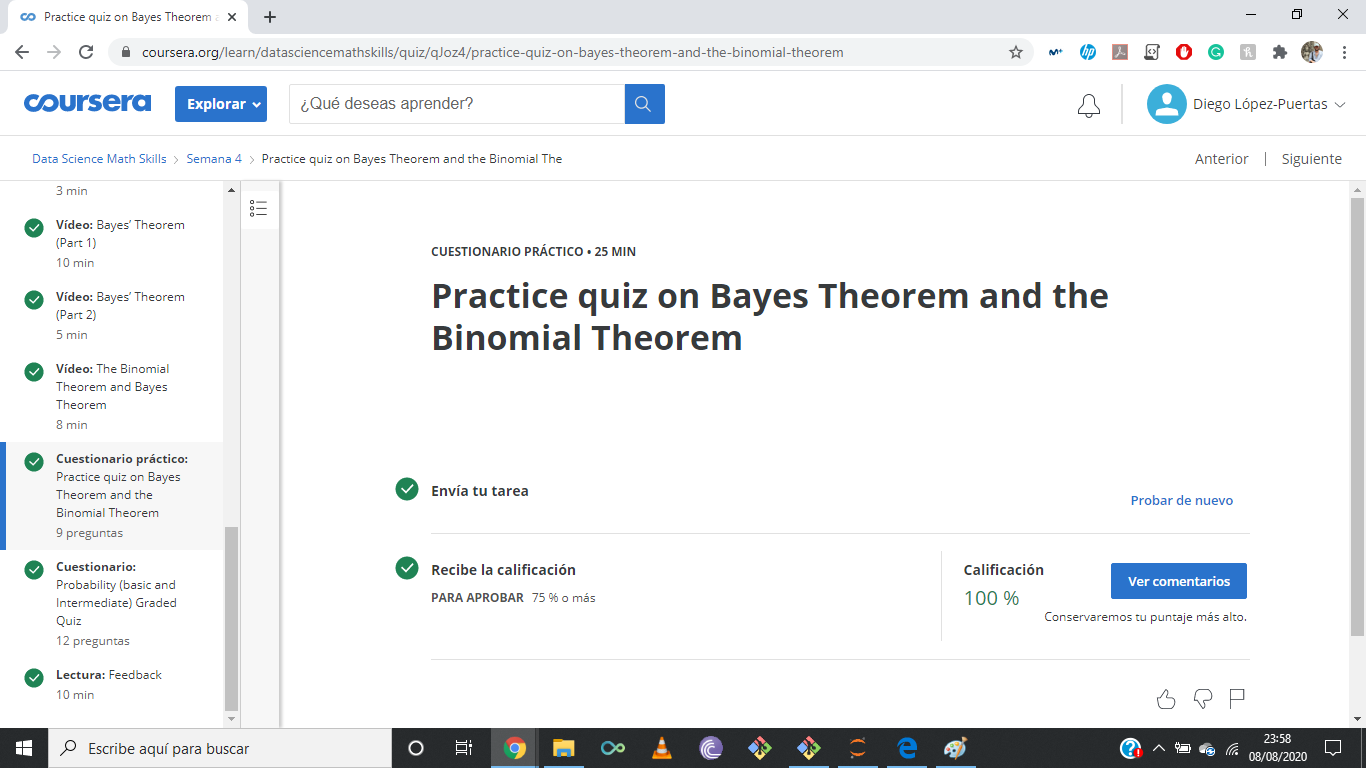 Practice quiz on Bayes Theorem a
coursera.org/learn/datasciencemathskills/quiz/qJoz4/practice-quiz-on-bayes-theorem-and-the-binomial-theorem
coursera
Explorar
¿Qué deseas aprender?
Diego López-Puertas
Data Science Math Skills > Semana 4 > Practice quiz on Bayes Theorem and the Binomial The
Anterior | Siguiente
3 min
Vídeo: Bayes’ Theorem
(Part 1)
10 min
Vídeo: Bayes’ Theorem
(Part 2)
5 min
Vídeo: The Binomial
Theorem and Bayes
Theorem
8 min
Cuestionario práctico:
Practice quiz on Bayes
Theorem and the
Binomial Theorem
9 preguntas
Cuestionario:
Probability (basic and
Intermediate) Graded
Quiz
12 preguntas
Lectura: Feedback
10 min
CUESTIONARIO PRÁCTICO • 25 MIN
Practice quiz on Bayes Theorem and the
Binomial Theorem
Envía tu tarea
Probar de nuevo
Recibe la calificación
PARA APROBAR 75 % o más
Calificación
100 %
Ver comentarios
Conservaremos tu puntaje más alto.
Escribe aquí para buscar
23:58
08/08/2020